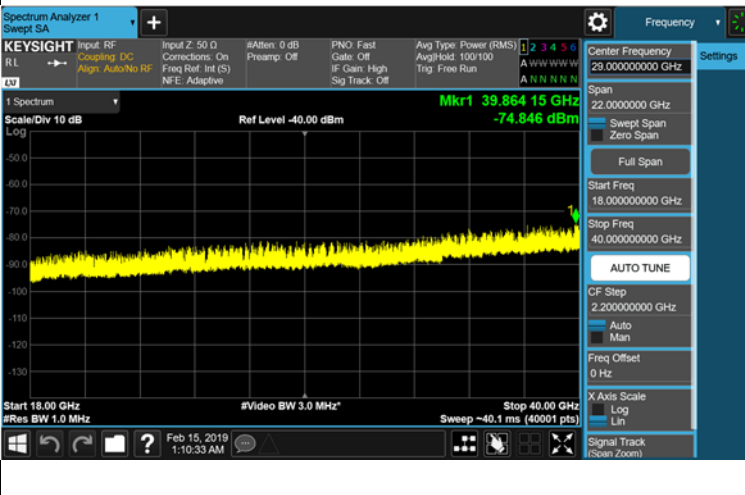 Spectrum Analyzer 1
Swept SA
+
Frequency
KEYSIGHT
RL
LXI
Input: RF
Coupling: DC
Align: Auto/No RF
Input Z: 50 Ω
Corrections: On
Freq Ref: Int (S)
NFE: Adaptive
#Atten: 0 dB
Preamp: Off
PNO: Fast
Gate: Off
IF Gain: High
Sig Track: Off
Avg Type: Power (RMS)
Avg|Hold: 100/100
Trig: Free Run
1 2 3 4 5 6
A W W W W W
A N N N N N
1 Spectrum
Scale/Div 10 dB
Ref Level -40.00 dBm
Mkr1 39.864 15 GHz
-74.846 dBm
Log
-50.0
-60.0
-70.0
-80.0
-90.0
-100
-110
-120
-130
1
Start 18.00 GHz
#Res BW 1.0 MHz
#Video BW 3.0 MHz*
Stop 40.00 GHz
Sweep ~40.1 ms (40001 pts)
?
Feb 15, 2019
1:10:33 AM
Center Frequency
29.000000000 GHz
Settings
Span
22.0000000 GHz
Swept Span
Zero Span
Full Span
Start Freq
18.000000000 GHz
Stop Freq
40.000000000 GHz
AUTO TUNE
CF Step
2.200000000 GHz
Auto
Man
Freq Offset
0 Hz
X Axis Scale
Log
Lin
Signal Track
(Span Zoom)